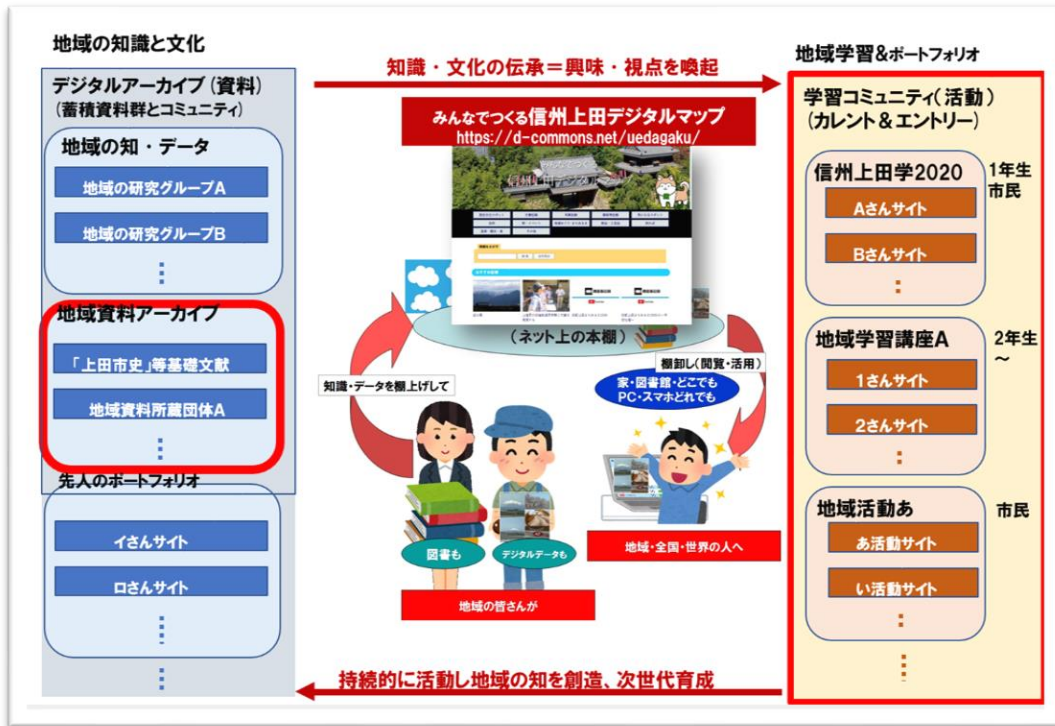 地域の知識と文化
デジタルアーカイブ(資料)
(蓄積資料群とコミュニティ)
地域の知・データ
地域の研究グループA
地域の研究グループB
地域資料アーカイブ
「上田市史」等基礎文献
地域資料所蔵団体A
先人のポートフォリオ
イさんサイト
ロさんサイト
知識・文化の伝承=興味・視点を喚起
みんなでつくる信州上田デジタルマップ
https://d-commons.net/uedagaku/
(ネット上の本棚)
知識・データを棚上げして
棚卸し(閲覧・活用)
家・図書館・どこでも
PC・スマホどれでも
図書も
デジタルデータも
地域の皆さんが
地域・全国・世界の人へ
持続的に活動し地域の知を創造、次世代育成
地域学習&ポートフォリオ
学習コミュニティ(活動)
(カレント&エントリー)
信州上田学2020
1年生
市民
Aさんサイト
Bさんサイト
地域学習講座A
2年生
~
1さんサイト
2さんサイト
地域活動あ
市民
あ活動サイト
い活動サイト